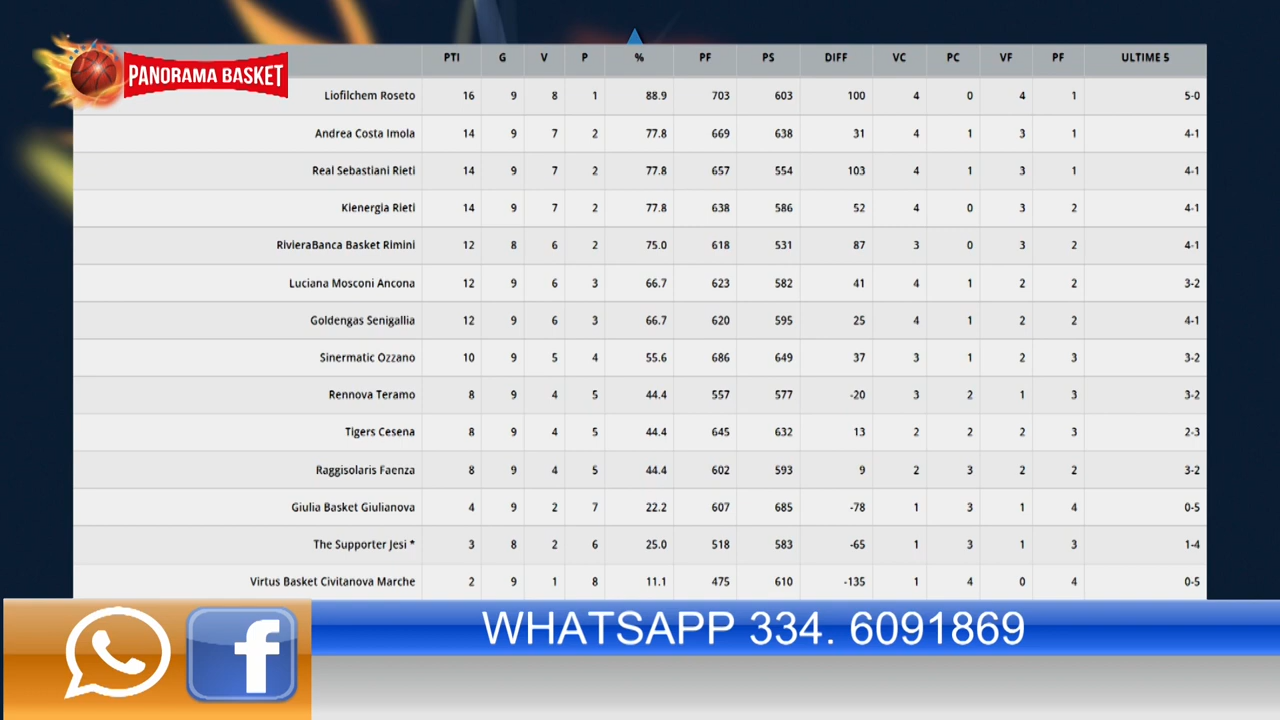 PANORAMA BASKET
PTI G V P % PF PS DIFF VC PC VF PF ULTIME 5
Liofilchem Roseto 16 9 8 1 88.9 703 603 100 4 0 4 1 5-0
Andrea Costa Imola 14 9 7 2 77.8 669 638 31 4 1 3 1 4-1
Real Sebastiani Rieti 14 9 7 2 77.8 657 554 103 4 1 3 1 4-1
Kienergia Rieti 14 9 7 2 77.8 638 586 52 4 0 3 2 4-1
RivieraBanca Basket Rimini 12 8 6 2 75.0 618 531 87 3 0 3 2 4-1
Luciana Mosconi Ancona 12 9 6 3 66.7 623 582 41 4 1 2 2 3-2
Goldengas Senigallia 12 9 6 3 66.7 620 595 25 4 1 2 2 4-1
Sinermatic Ozzano 10 9 5 4 55.6 686 649 37 3 1 2 3 3-2
Rennova Teramo 8 9 4 5 44.4 557 577 -20 3 2 1 3 3-2
Tigers Cesena 8 9 4 5 44.4 645 632 13 2 2 2 3 2-3
Raggisolaris Faenza 8 9 4 5 44.4 602 593 9 2 3 2 2 3-2
Giulia Basket Giulianova 4 9 2 7 22.2 607 685 -78 1 3 1 4 0-5
The Supporter Jesi * 3 8 2 6 25.0 518 583 -65 1 3 1 3 1-4
Virtus Basket Civitanova Marche 2 9 1 8 11.1 475 610 -135 1 4 0 4 0-5
WHATSAPP 334. 6091869